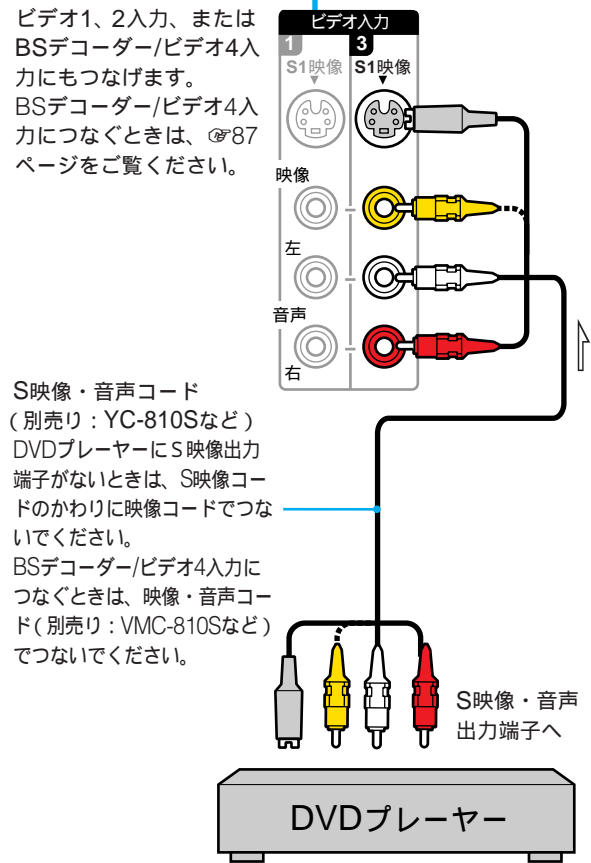 ビデオ1、2入力、または
BSデコーダー/ビデオ4入
力にもつなげます。
BSデコーダー/ビデオ4入
力につなぐときは、☞87
ページをご覧ください。
ビデオ入力
1 3
S1映像 S1映像
映像
左
音声
右
S映像・音声コード
(別売り:YC-810Sなど)
DVDプレーヤーにS映像出力
端子がないときは、S映像コー
ドのかわりに映像コードでつな
いでください。
BSデコーダー/ビデオ4入力に
つなぐときは、映像・音声コー
ド(別売り:VMC-810Sなど)
でつないでください。
S映像・音声
出力端子へ
DVDプレーヤー